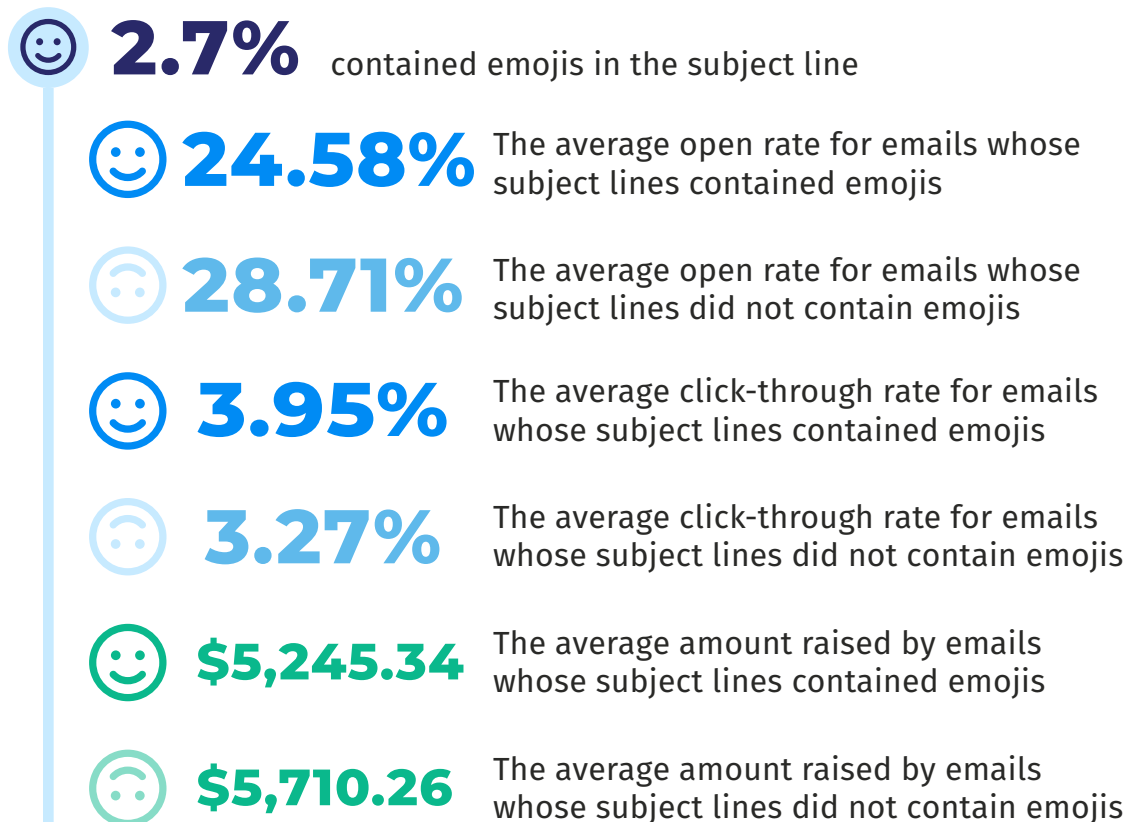 2.7% contained emojis in the subject line
24.58% The average open rate for emails whose
subject lines contained emojis
28.71% The average open rate for emails whose
subject lines did not contain emojis
3.95% The average click-through rate for emails
whose subject lines contained emojis
3.27% The average click-through rate for emails
whose subject lines did not contain emojis
$5,245.34 The average amount raised by emails
whose subject lines contained emojis
$5,710.26 The average amount raised by emails
whose subject lines did not contain emojis